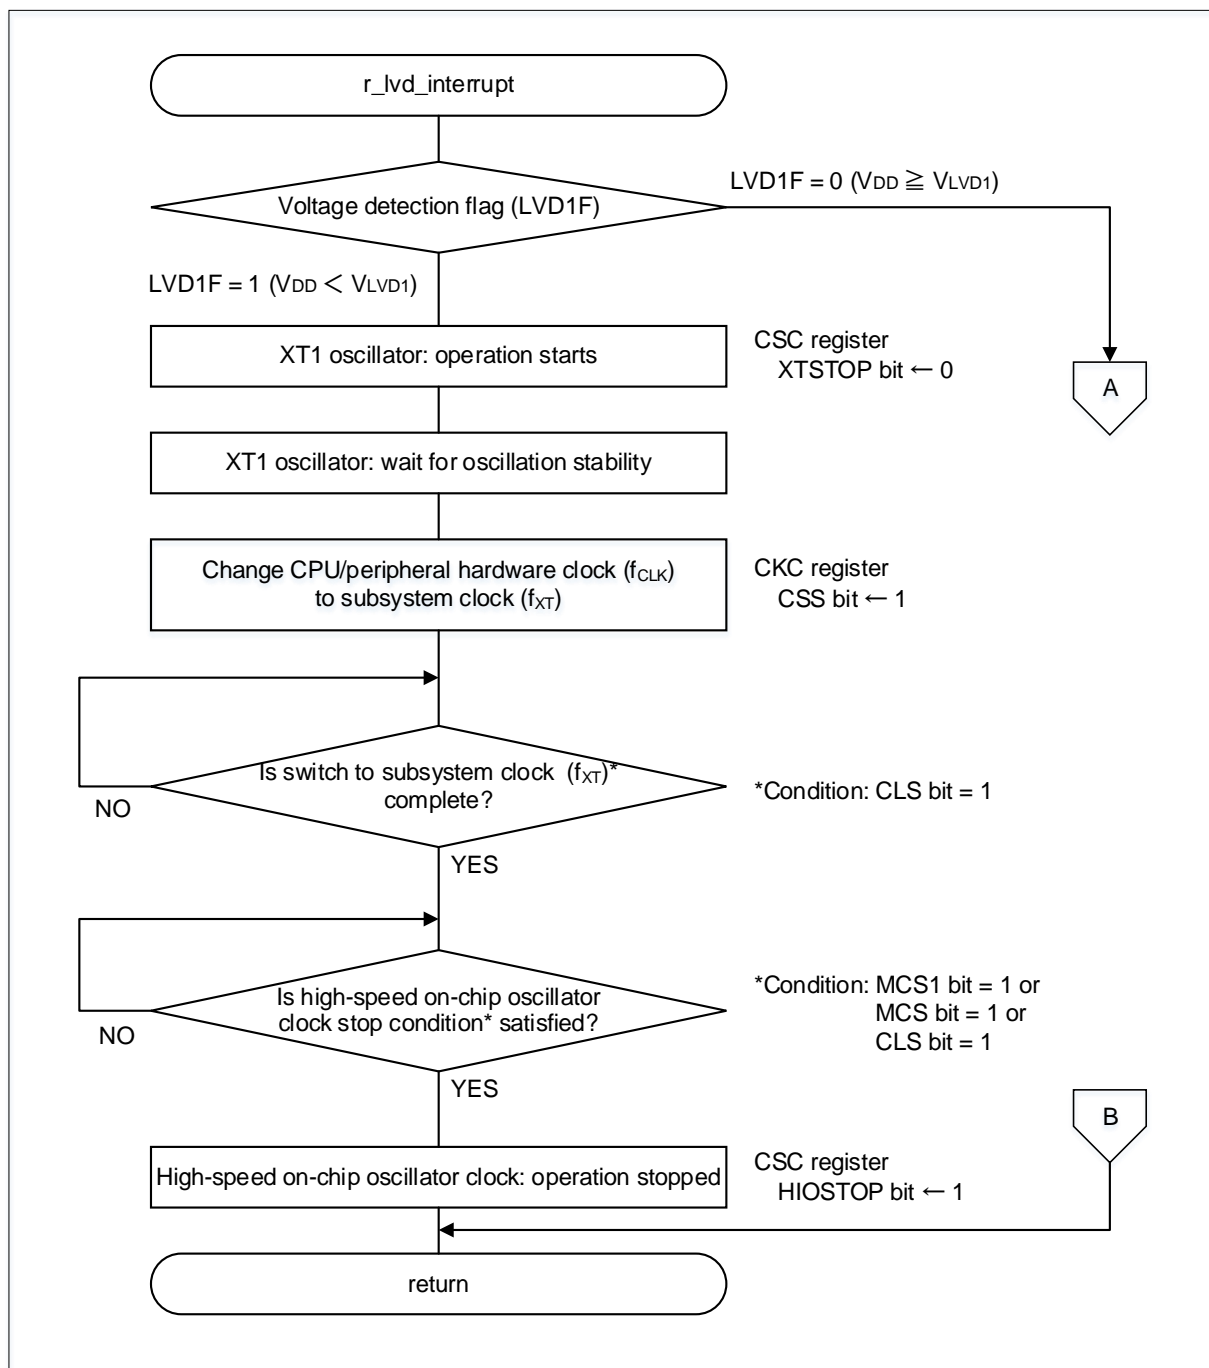 r_lvd_interrupt
LVD1F = 0 (VDD ≧ VLVD1)
Voltage detection flag (LVD1F)
LVD1F = 1 (VDD ＜ VLVD1)
XT1 oscillator: operation starts
CSC register
XTSTOP bit ← 0
A
XT1 oscillator: wait for oscillation stability
Change CPU/peripheral hardware clock (fCLK)
to subsystem clock (fXT)
CKC register
CSS bit ← 1
Is switch to subsystem clock (fXT)*
complete?
*Condition: CLS bit = 1
NO
YES
Is high-speed on-chip oscillator
clock stop condition* satisfied?
*Condition: MCS1 bit = 1 or
MCS bit = 1 or
CLS bit = 1
NO
YES
B
High-speed on-chip oscillator clock: operation stopped
CSC register
HIOSTOP bit ← 1
return